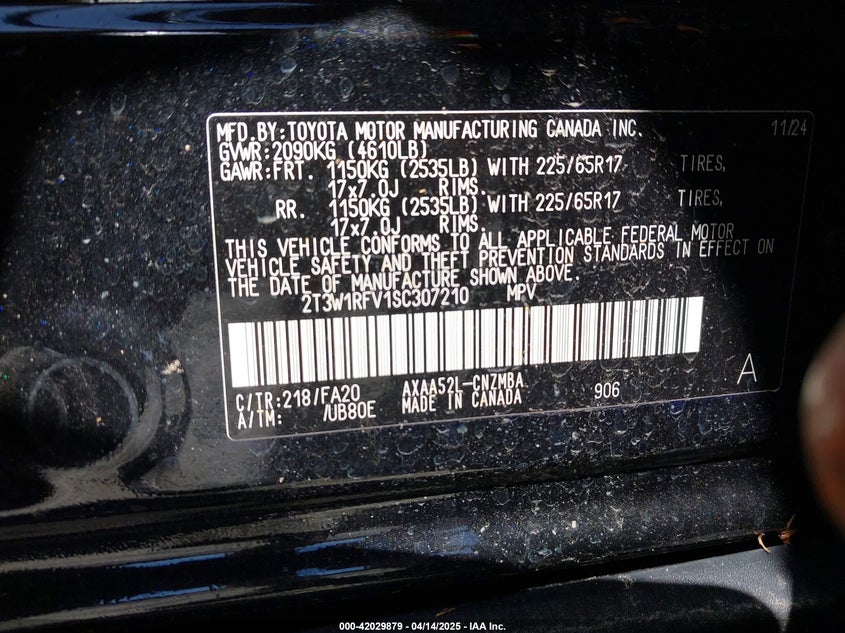 MFD.BY:TOYOTA MOTOR MANUFACTURING CANADA INC. 11/24
GVWR:2090KG (4610LB)
GAWR:FRT. 1150KG (2535LB) WITH 225/65R17 TIRES,
17x7.0J RIMS.
RR. 1150KG (2535LB) WITH 225/65R17 TIRES,
17x7.0J RIMS.
THIS VEHICLE CONFORMS TO ALL APPLICABLE FEDERAL MOTOR
VEHICLE SAFETY AND THEFT PREVENTION STANDARDS IN EFFECT ON
THE DATE OF MANUFACTURE SHOWN ABOVE.
2T3W1RFV1SC307210 MPV
C/TR:218/FA20 AXAA52L-CNZMBA 906 A
A/TM: /UB80E MADE IN CANADA
000-42029879 - 04/14/2025 - IAA Inc.